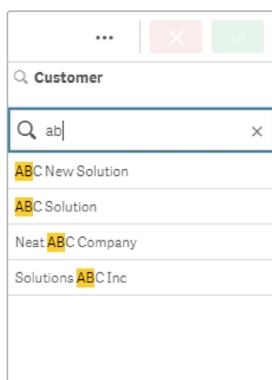 Customer
ab
ABC New Solution
ABC Solution
Neat ABC Company
Solutions ABC Inc